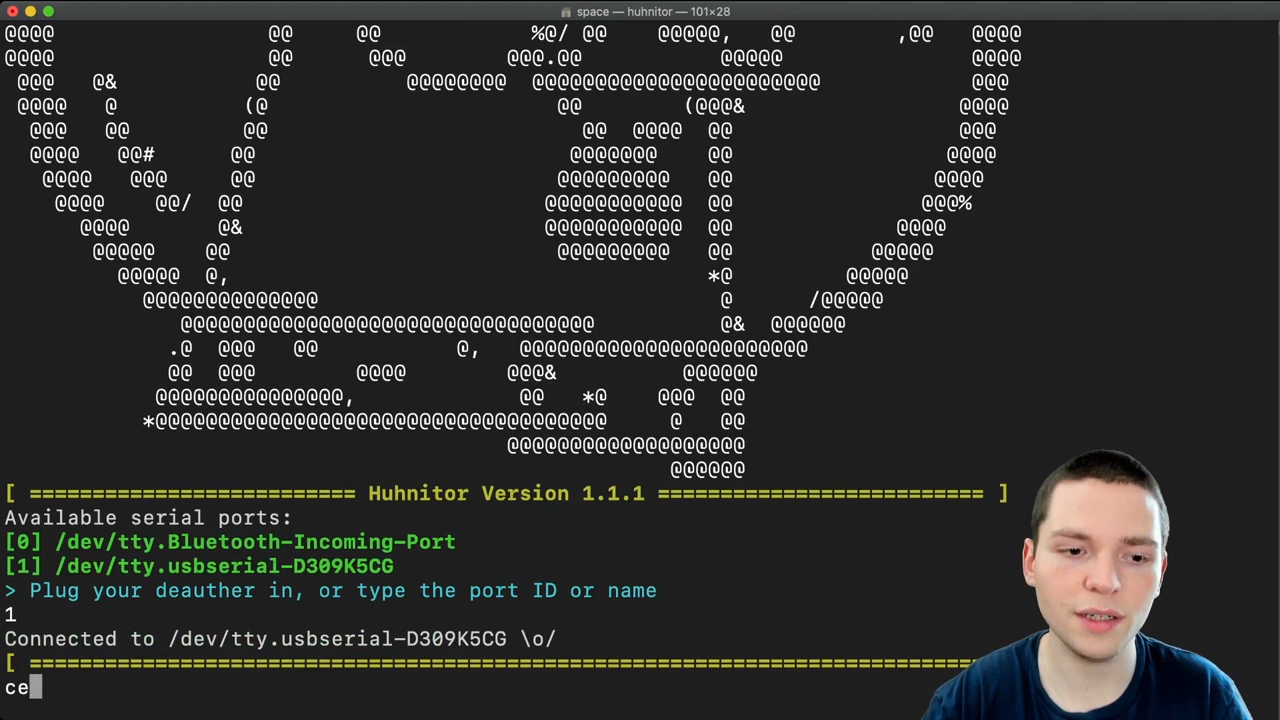 space — huhnitor — 101×28
@@@@ @@ @@ %@/ @@ @@@@@, @@ ,@@ @@@@
@@@@ @@ @@@ @@@.@@ @@@@@ @@@@
@@@ @& @@ @@@@@@@@ @@@@@@@@@@@@@@@@@@@@@@@ @@@
@@@@ @ (@ @@ (@@@& @@@@
@@@ @@ @@ @@ @@@@ @@ @@@
@@@@ @@# @@ @@@@@@@ @@ @@@@
@@@@ @@@ @@ @@@@@@@@@ @@ @@@@
@@@@ @@/ @@ @@@@@@@@@@@ @@ @@@%
@@@@ @& @@@@@@@@@@@ @@ @@@@
@@@@@ @@ @@@@@@@@@ @@ @@@@@
@@@@@ @, *@ @@@@@
@@@@@@@@@@@@@@ @ /@@@@@
@@@@@@@@@@@@@@@@@@@@@@@@@@@@@@@@@ @& @@@@@@
.@ @@@ @@ @, @@@@@@@@@@@@@@@@@@@@@@@
@@ @@@ @@@@ @@@& @@@@@@
@@@@@@@@@@@@@@@, @@ *@ @@@ @@
*@@@@@@@@@@@@@@@@@@@@@@@@@@@@@@@@@@@@ @ @@
@@@@@@@@@@@@@@@@@@@
@@@@@@
[ ========================== Huhnitor Version 1.1.1 ========================== ]
Available serial ports:
[0] /dev/tty.Bluetooth-Incoming-Port
[1] /dev/tty.usbserial-D309K5CG
> Plug your deauther in, or type the port ID or name
1
Connected to /dev/tty.usbserial-D309K5CG \o/
[ ============================================================================
ce